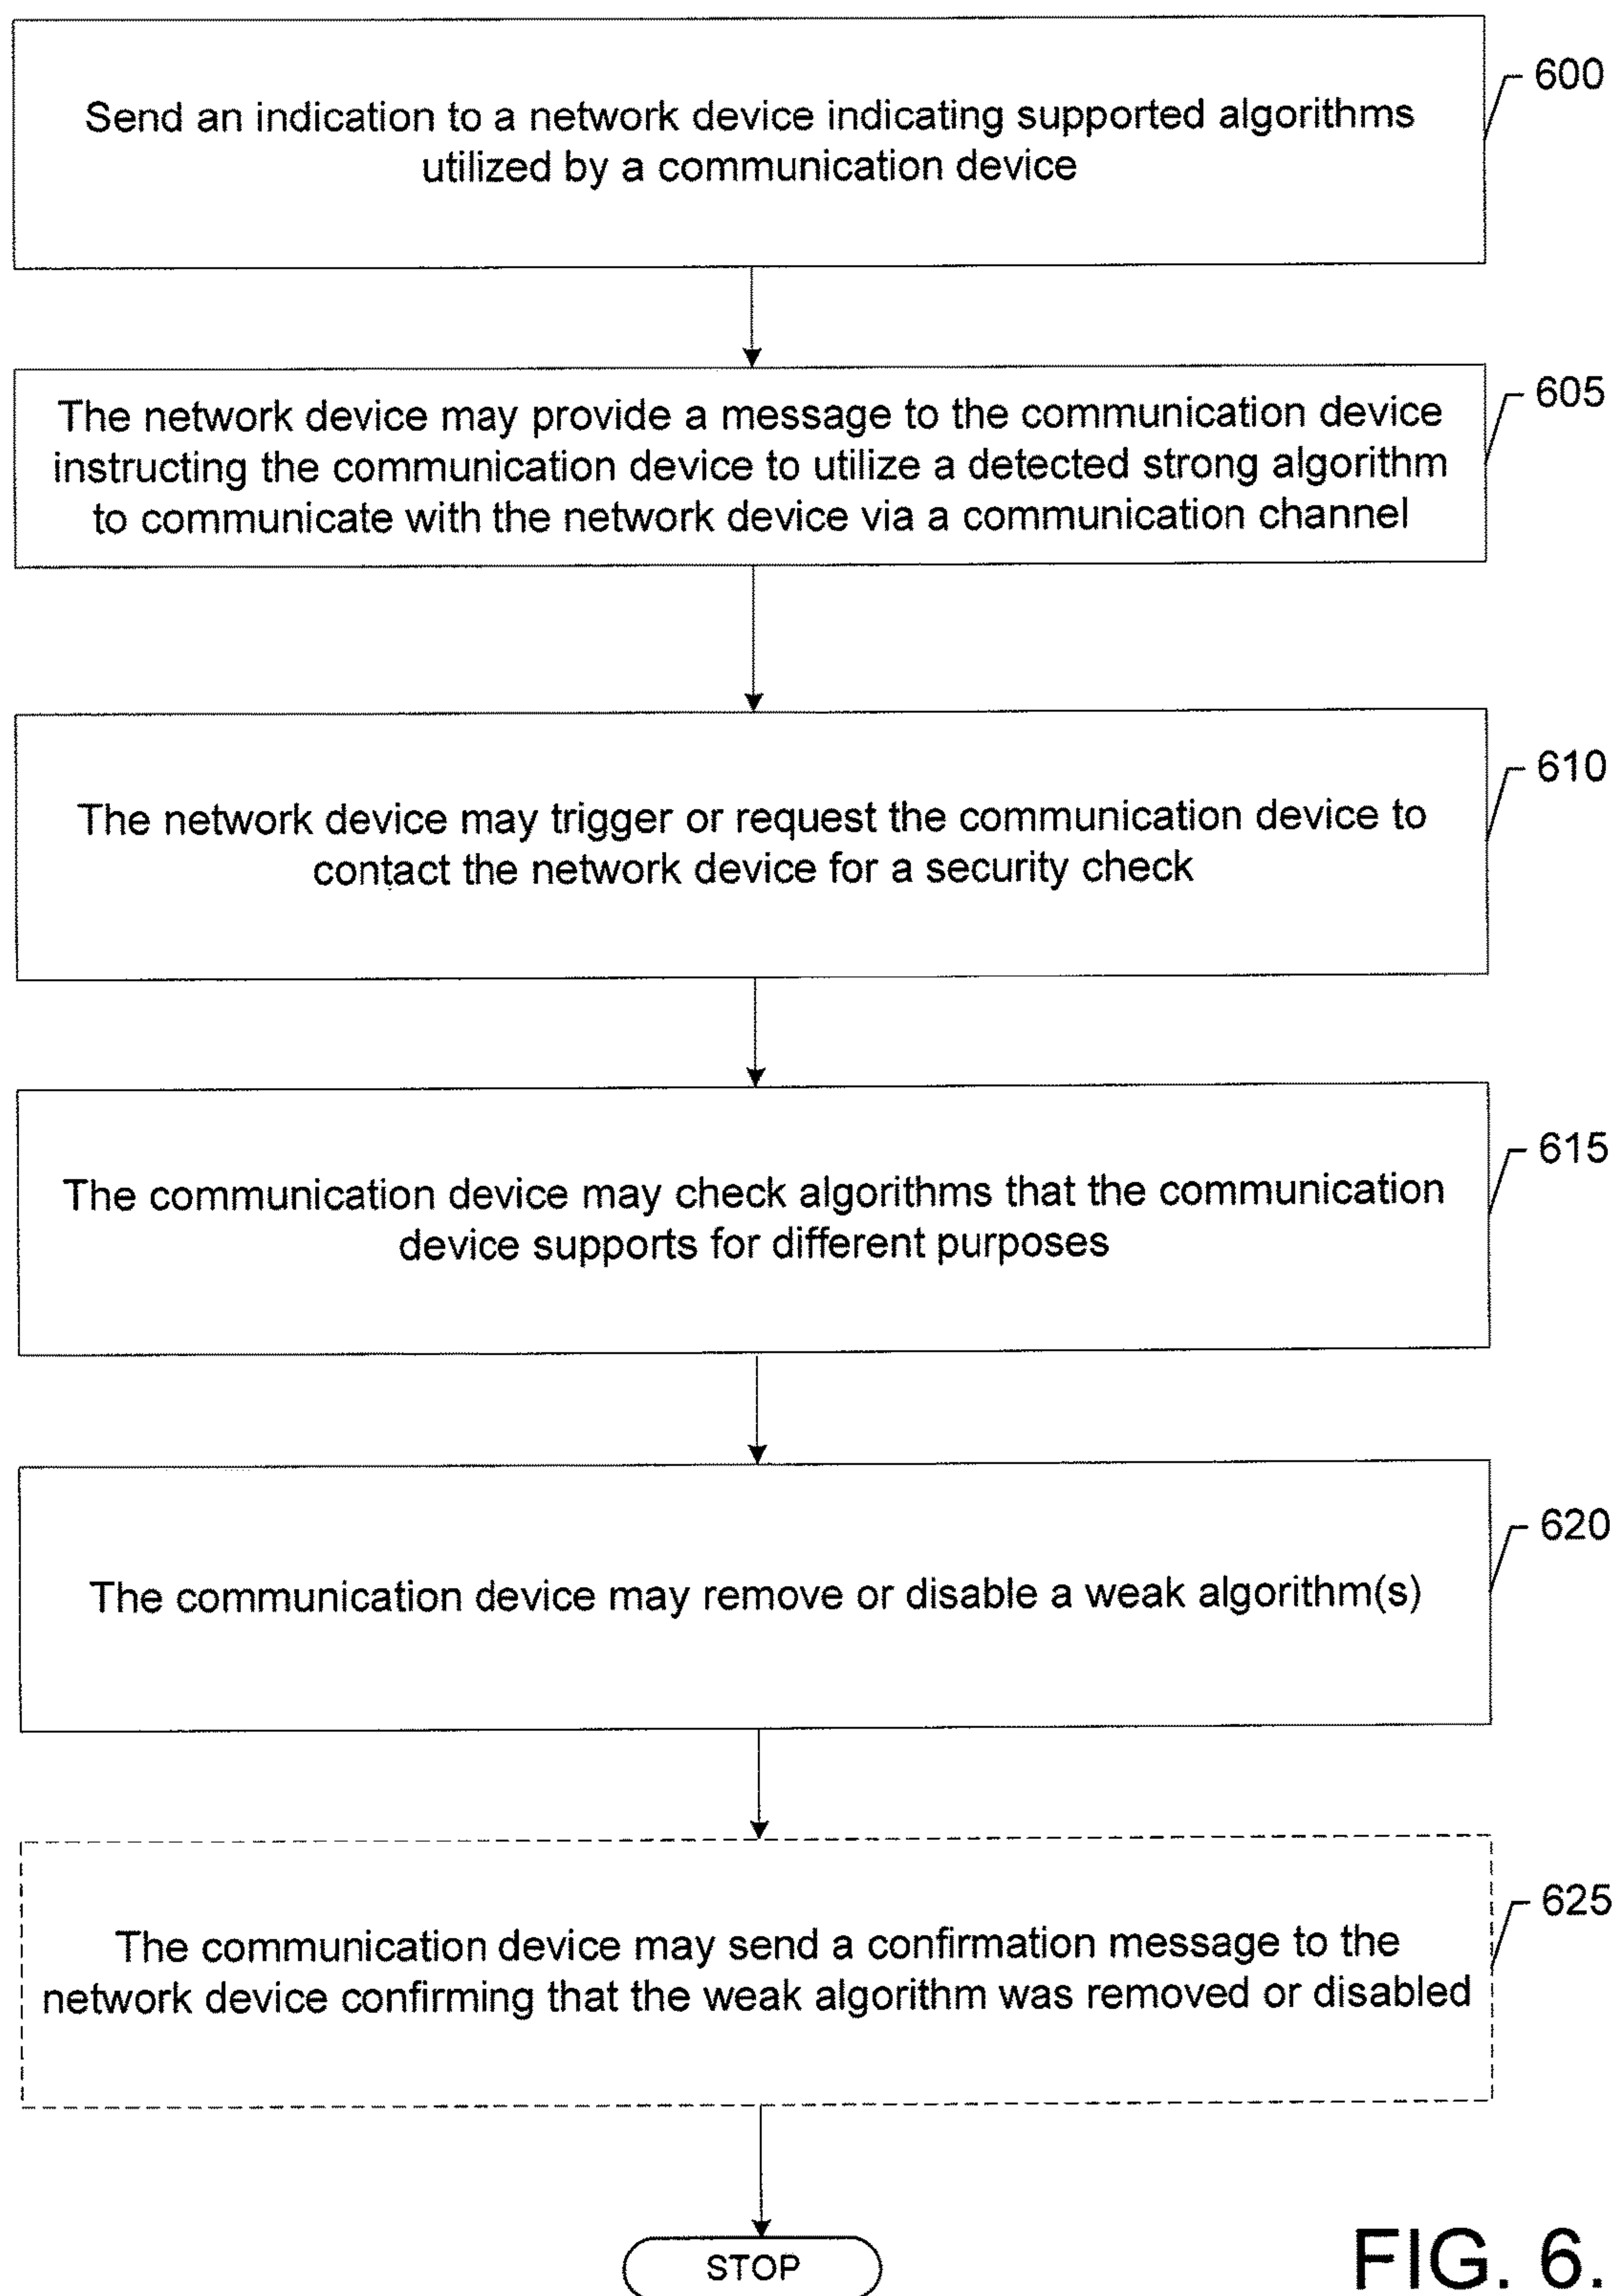 Send an indication to a network device indicating supported algorithms
utilized by a communication device
600
The network device may provide a message to the communication device
instructing the communication device to utilize a detected strong algorithm
to communicate with the network device via a communication channel
605
The network device may trigger or request the communication device to
contact the network device for a security check
610
The communication device may check algorithms that the communication
device supports for different purposes
615
The communication device may remove or disable a weak algorithm(s)
620
The communication device may send a confirmation message to the
network device confirming that the weak algorithm was removed or disabled
625
STOP
FIG. 6.